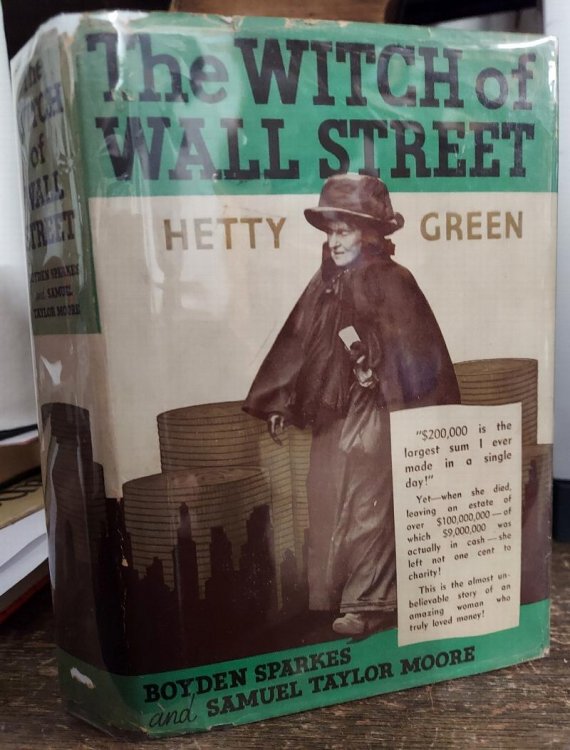 The WITCH of
WALL STREET
HETTY GREEN
"$200,000 is the
largest sum I ever
made in a single
day!"
Yet—when she died,
leaving an estate of
over $100,000,000—of
which $9,000,000 was
actually in cash—she
left not one cent to
charity!
This is the almost un-
believable story of an
amazing woman who
truly loved money!
BOYDEN SPARKES
and SAMUEL TAYLOR MOORE
The
WITCH
of
WALL
STREET
BOYDEN SPARKES
and SAMUEL
TAYLOR MOORE